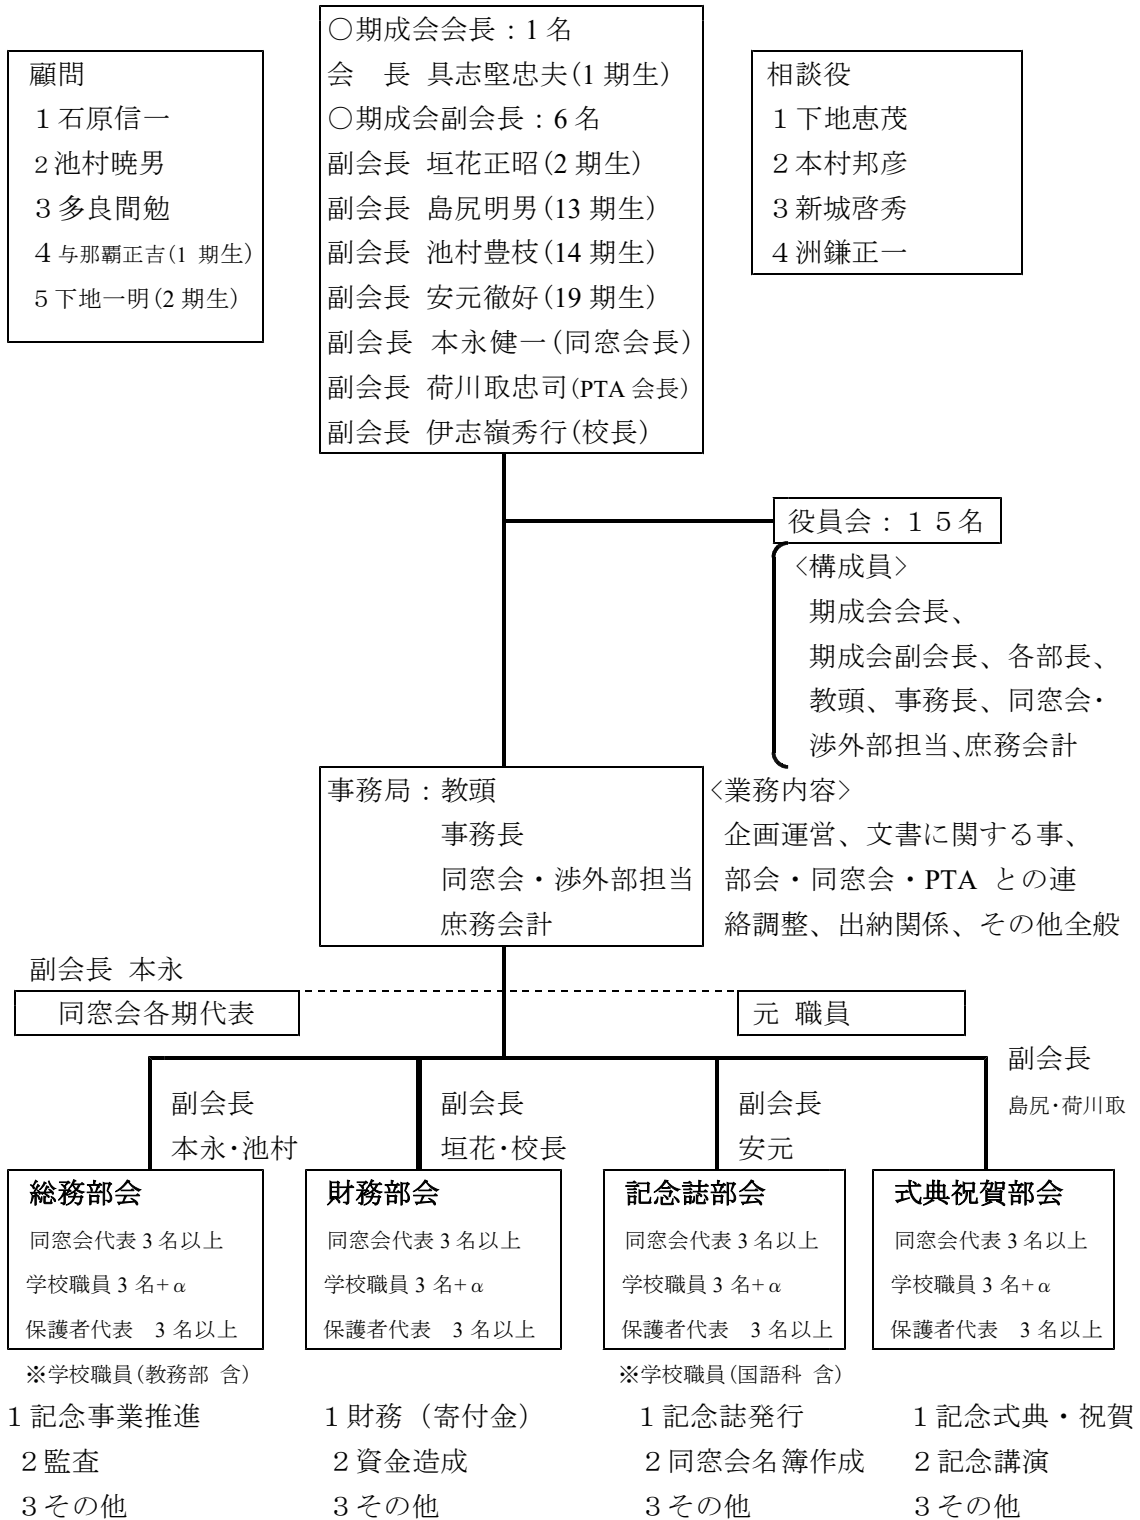 ○期成会会長：1名
会　長 具志堅忠夫(1期生)
○期成会副会長：6名
副会長 垣花正昭(2期生)
副会長 島尻明男(13期生)
副会長 池村豊枝(14期生)
副会長 安元徹好(19期生)
副会長 本永健一(同窓会長)
副会長 荷川取忠司(PTA会長)
副会長 伊志嶺秀行(校長)
顧問
１石原信一
２池村暁男
３多良間勉
４与那覇正吉(1 期生)
５下地一明(2期生)
相談役
１下地恵茂
２本村邦彦
３新城啓秀
４洲鎌正一
役員会：１５名
<構成員>
期成会会長、
期成会副会長、各部長、
教頭、事務長、同窓会・
渉外部担当、庶務会計
事務局：教頭
事務長
同窓会・渉外部担当
庶務会計
<業務内容>
企画運営、文書に関する事、
部会・同窓会・PTA との連
絡調整、出納関係、その他全般
副会長 本永
同窓会各期代表
元 職員
副会長
本永・池村
副会長
垣花・校長
副会長
安元
副会長
島尻・荷川取
総務部会
同窓会代表 3 名以上
学校職員 3 名+α
保護者代表　3 名以上
※学校職員(教務部 含)
１記念事業推進
２監査
３その他
財務部会
同窓会代表 3 名以上
学校職員 3 名+α
保護者代表　3 名以上
１財務（寄付金）
２資金造成
３その他
記念誌部会
同窓会代表 3 名以上
学校職員 3 名+α
保護者代表　3 名以上
※学校職員(国語科 含)
１記念誌発行
２同窓会名簿作成
３その他
式典祝賀部会
同窓会代表 3 名以上
学校職員 3 名+α
保護者代表　3 名以上
１記念式典・祝賀
２記念講演
３その他